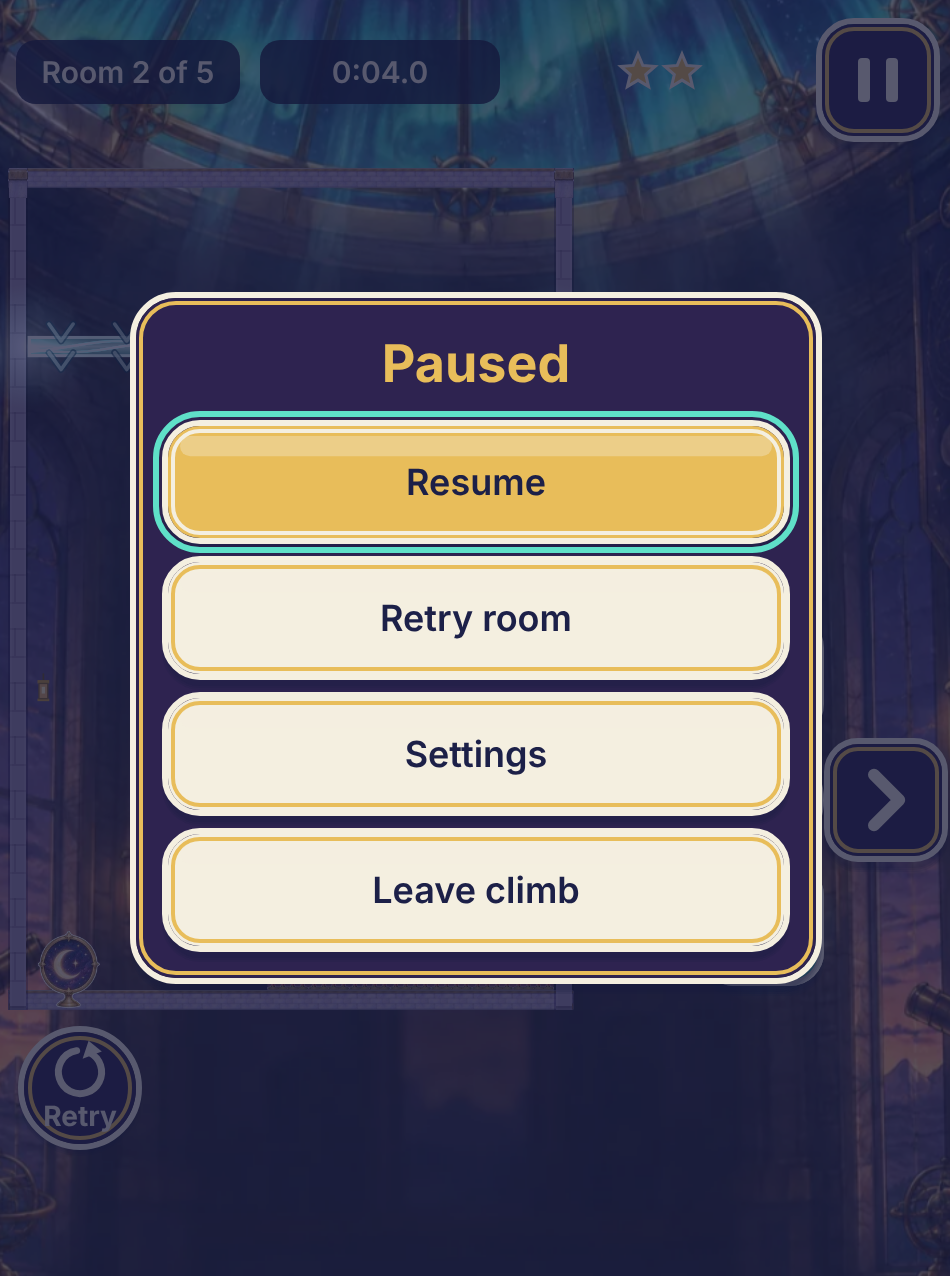 Room 2 of 5
0:04.0
Paused
Resume
Retry room
Settings
Leave climb
Retry